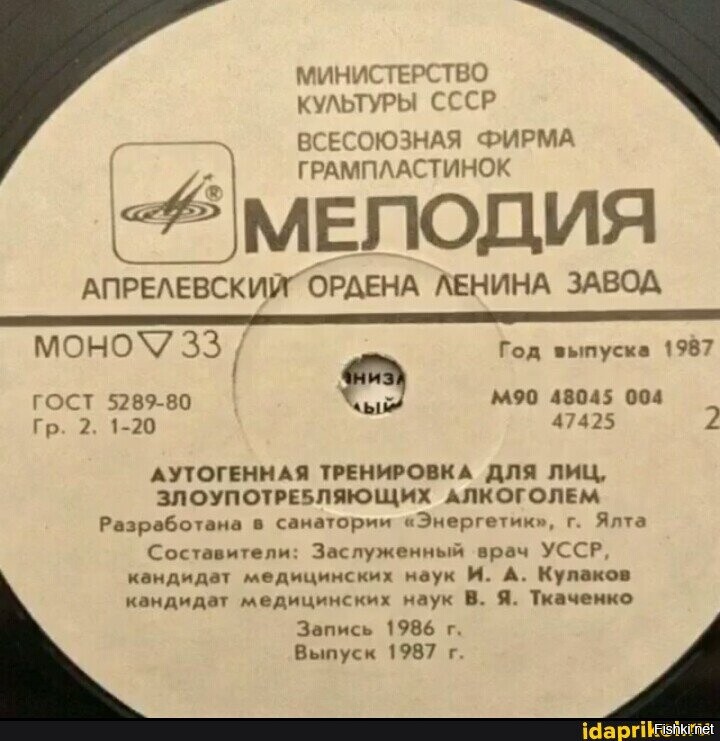 МИНИСТЕРСТВО
КУЛЬТУРЫ СССР
ВСЕСОЮЗНАЯ ФИРМА
ГРАМПЛАСТИНОК
®
МЕЛОДИЯ
АПРЕЛЕВСКИЙ ОРДЕНА ЛЕНИНА ЗАВОД
МОНО ▽ 33
Год выпуска 1987
ГОСТ 5289-80
Гр. 2. 1-20
М90 48045 004
47425
2
АУТОГЕННАЯ ТРЕНИРОВКА ДЛЯ ЛИЦ,
ЗЛОУПОТРЕБЛЯЮЩИХ АЛКОГОЛЕМ
Разработана в санатории «Энергетик», г. Ялта
Составители: Заслуженный врач УССР,
кандидат медицинских наук И. А. Кулаков
кандидат медицинских наук В. Я. Ткаченко
Запись 1986 г.
Выпуск 1987 г.
Fishki.net